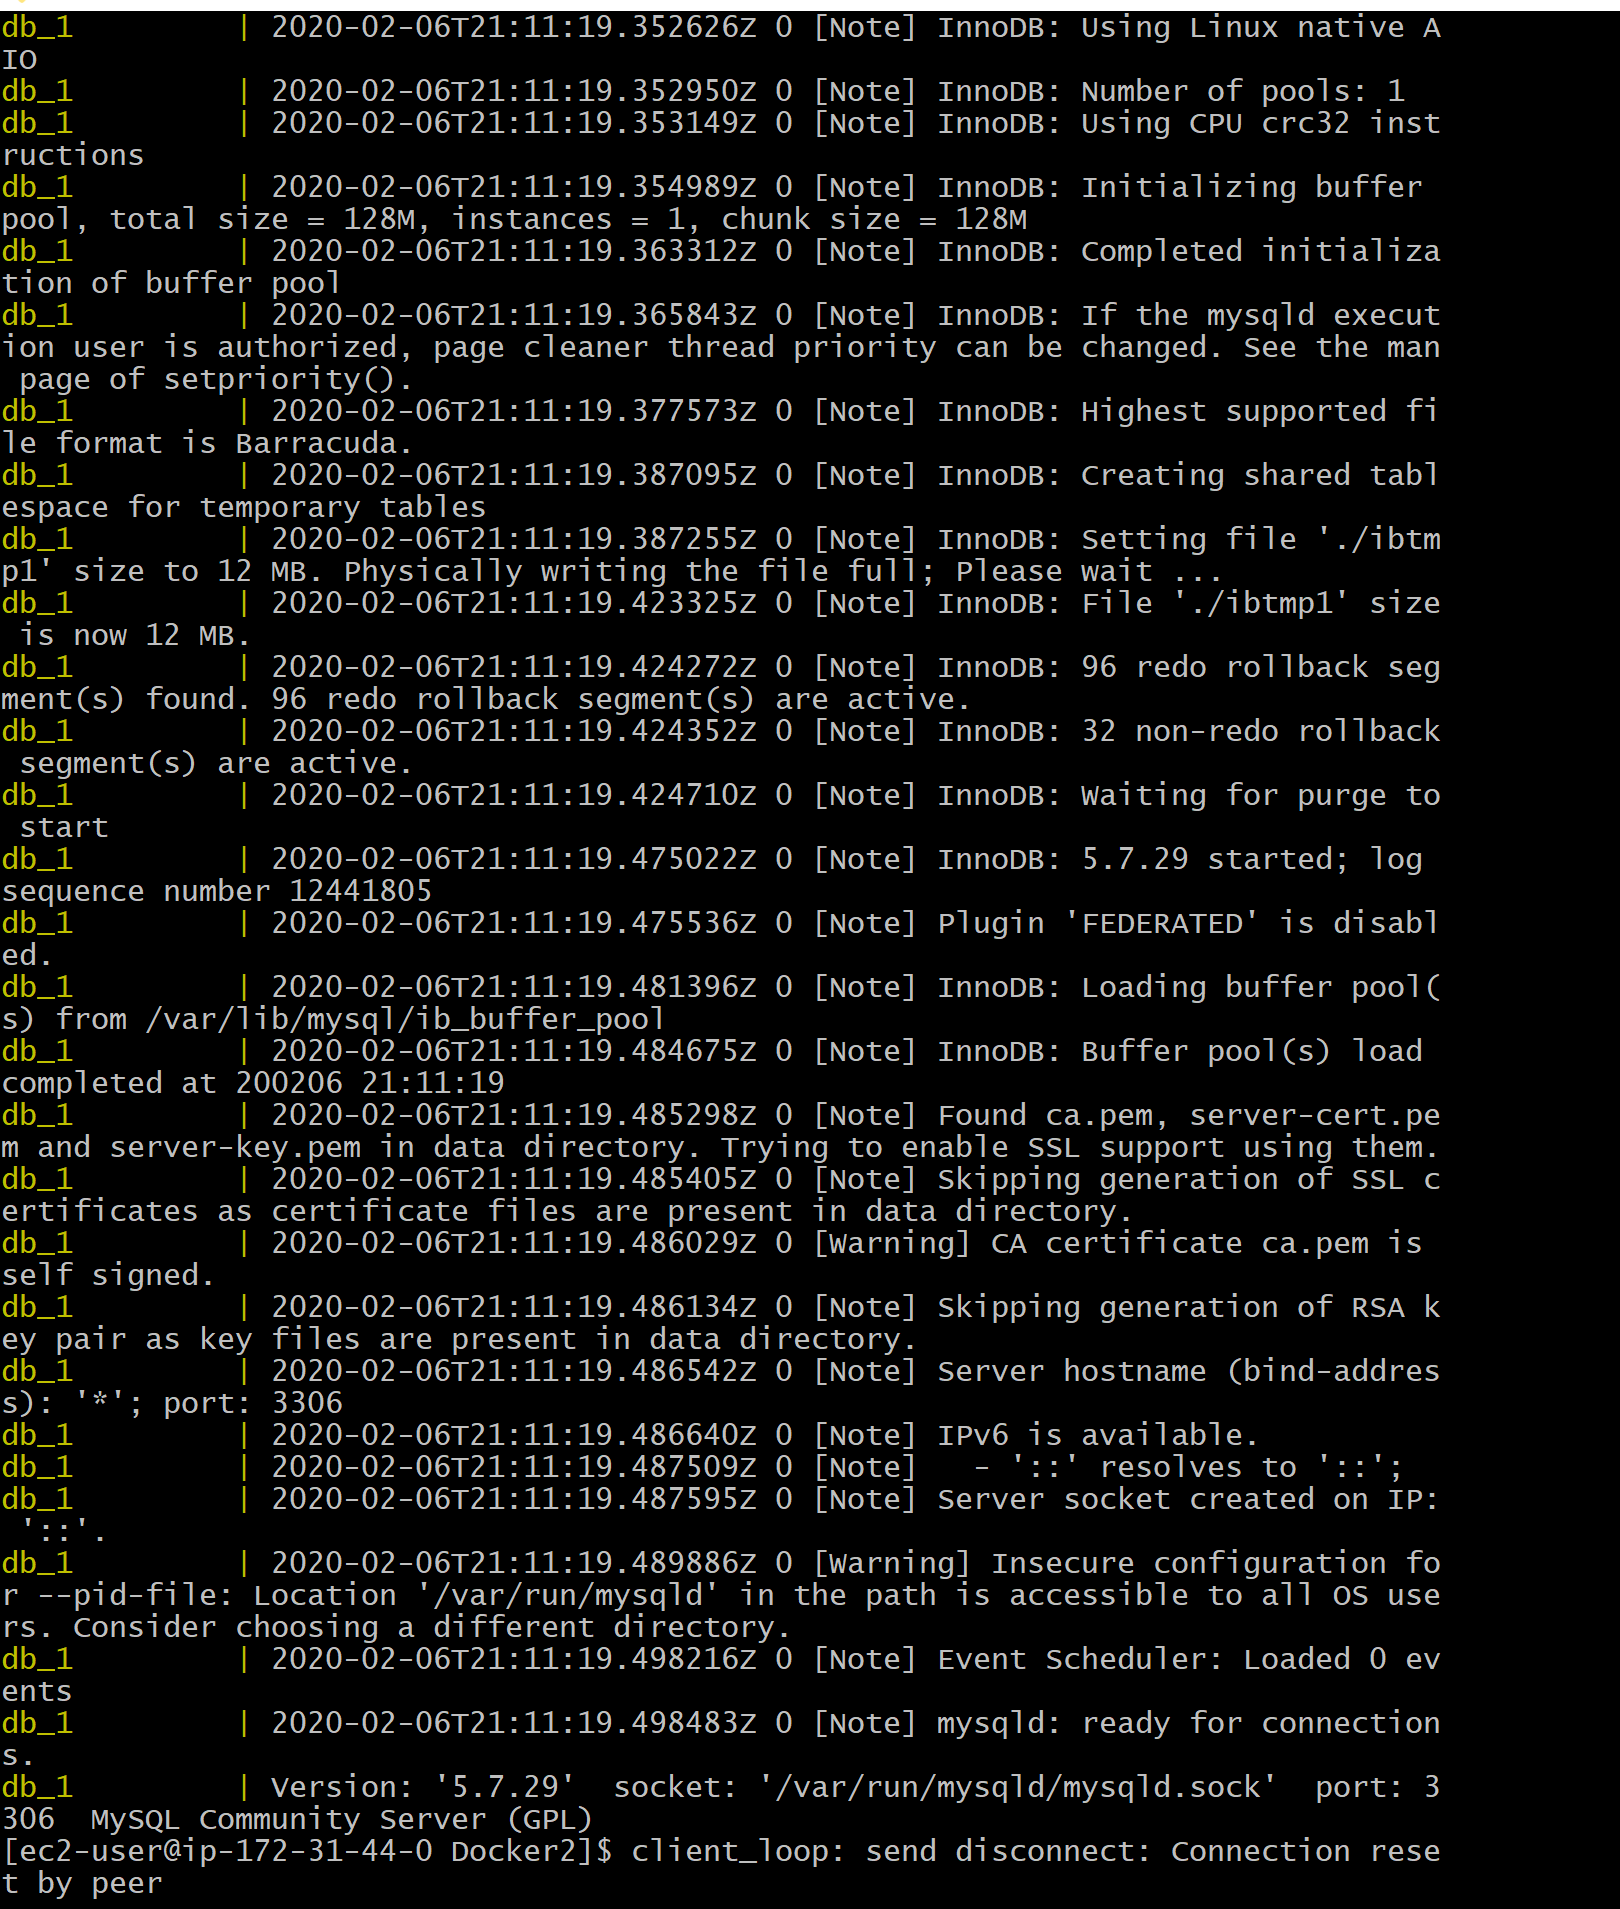 db_1         | 2020-02-06T21:11:19.352626Z 0 [Note] InnoDB: Using Linux native A
IO
db_1         | 2020-02-06T21:11:19.352950Z 0 [Note] InnoDB: Number of pools: 1
db_1         | 2020-02-06T21:11:19.353149Z 0 [Note] InnoDB: Using CPU crc32 inst
ructions
db_1         | 2020-02-06T21:11:19.354989Z 0 [Note] InnoDB: Initializing buffer
pool, total size = 128M, instances = 1, chunk size = 128M
db_1         | 2020-02-06T21:11:19.363312Z 0 [Note] InnoDB: Completed initializa
tion of buffer pool
db_1         | 2020-02-06T21:11:19.365843Z 0 [Note] InnoDB: If the mysqld execut
ion user is authorized, page cleaner thread priority can be changed. See the man
 page of setpriority().
db_1         | 2020-02-06T21:11:19.377573Z 0 [Note] InnoDB: Highest supported fi
le format is Barracuda.
db_1         | 2020-02-06T21:11:19.387095Z 0 [Note] InnoDB: Creating shared tabl
espace for temporary tables
db_1         | 2020-02-06T21:11:19.387255Z 0 [Note] InnoDB: Setting file './ibtm
p1' size to 12 MB. Physically writing the file full; Please wait ...
db_1         | 2020-02-06T21:11:19.423325Z 0 [Note] InnoDB: File './ibtmp1' size
 is now 12 MB.
db_1         | 2020-02-06T21:11:19.424272Z 0 [Note] InnoDB: 96 redo rollback seg
ment(s) found. 96 redo rollback segment(s) are active.
db_1         | 2020-02-06T21:11:19.424352Z 0 [Note] InnoDB: 32 non-redo rollback
 segment(s) are active.
db_1         | 2020-02-06T21:11:19.424710Z 0 [Note] InnoDB: Waiting for purge to
 start
db_1         | 2020-02-06T21:11:19.475022Z 0 [Note] InnoDB: 5.7.29 started; log
sequence number 12441805
db_1         | 2020-02-06T21:11:19.475536Z 0 [Note] Plugin 'FEDERATED' is disabl
ed.
db_1         | 2020-02-06T21:11:19.481396Z 0 [Note] InnoDB: Loading buffer pool(
s) from /var/lib/mysql/ib_buffer_pool
db_1         | 2020-02-06T21:11:19.484675Z 0 [Note] InnoDB: Buffer pool(s) load
completed at 200206 21:11:19
db_1         | 2020-02-06T21:11:19.485298Z 0 [Note] Found ca.pem, server-cert.pe
m and server-key.pem in data directory. Trying to enable SSL support using them.
db_1         | 2020-02-06T21:11:19.485405Z 0 [Note] Skipping generation of SSL c
ertificates as certificate files are present in data directory.
db_1         | 2020-02-06T21:11:19.486029Z 0 [Warning] CA certificate ca.pem is
self signed.
db_1         | 2020-02-06T21:11:19.486134Z 0 [Note] Skipping generation of RSA k
ey pair as key files are present in data directory.
db_1         | 2020-02-06T21:11:19.486542Z 0 [Note] Server hostname (bind-addres
s): '*'; port: 3306
db_1         | 2020-02-06T21:11:19.486640Z 0 [Note] IPv6 is available.
db_1         | 2020-02-06T21:11:19.487509Z 0 [Note]   - '::' resolves to '::';
db_1         | 2020-02-06T21:11:19.487595Z 0 [Note] Server socket created on IP:
 '::'.
db_1         | 2020-02-06T21:11:19.489886Z 0 [Warning] Insecure configuration fo
r --pid-file: Location '/var/run/mysqld' in the path is accessible to all OS use
rs. Consider choosing a different directory.
db_1         | 2020-02-06T21:11:19.498216Z 0 [Note] Event Scheduler: Loaded 0 ev
ents
db_1         | 2020-02-06T21:11:19.498483Z 0 [Note] mysqld: ready for connection
s.
db_1         | Version: '5.7.29'  socket: '/var/run/mysqld/mysqld.sock'  port: 3
306  MySQL Community Server (GPL)
[ec2-user@ip-172-31-44-0 Docker2]$ client_loop: send disconnect: Connection rese
t by peer